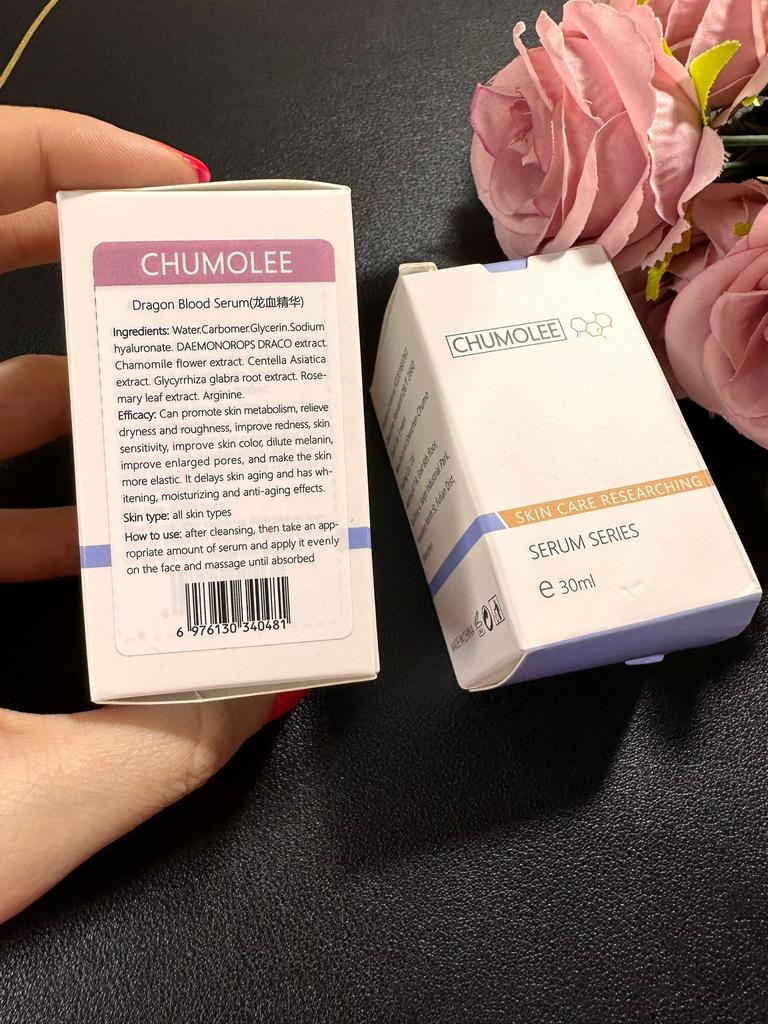 CHUMOLEE
Dragon Blood Serum(龙血精华)
Ingredients: Water.Carbomer.Glycerin.Sodium
hyaluronate. DAEMONOROPS DRACO extract.
Chamomile flower extract. Centella Asiatica
extract. Glycyrrhiza glabra root extract. Rose-
mary leaf extract. Arginine.
Efficacy: Can promote skin metabolism, relieve
dryness and roughness, improve redness, skin
sensitivity, improve skin color, dilute melanin,
improve enlarged pores, and make the skin
more elastic. It delays skin aging and has wh-
itening, moisturizing and anti-aging effects.
Skin type: all skin types
How to use: after cleansing, then take an app-
ropriate amount of serum and apply it evenly
on the face and massage until absorbed
6 976130 340481
CHUMOLEE
SKIN CARE RESEARCHING
SERUM SERIES
e 30ml
MADE IN CHINA